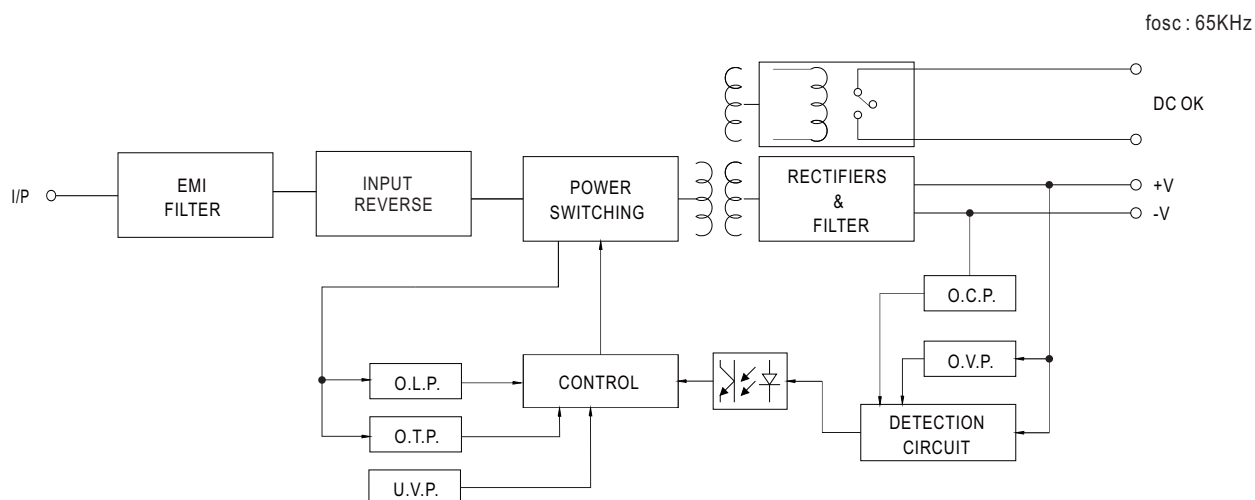 fosc : 65KHz
DC OK
I/P
EMI
FILTER
INPUT
REVERSE
POWER
SWITCHING
RECTIFIERS
&
FILTER
+V
-V
O.C.P.
O.V.P.
O.L.P.
CONTROL
O.T.P.
DETECTION
CIRCUIT
U.V.P.